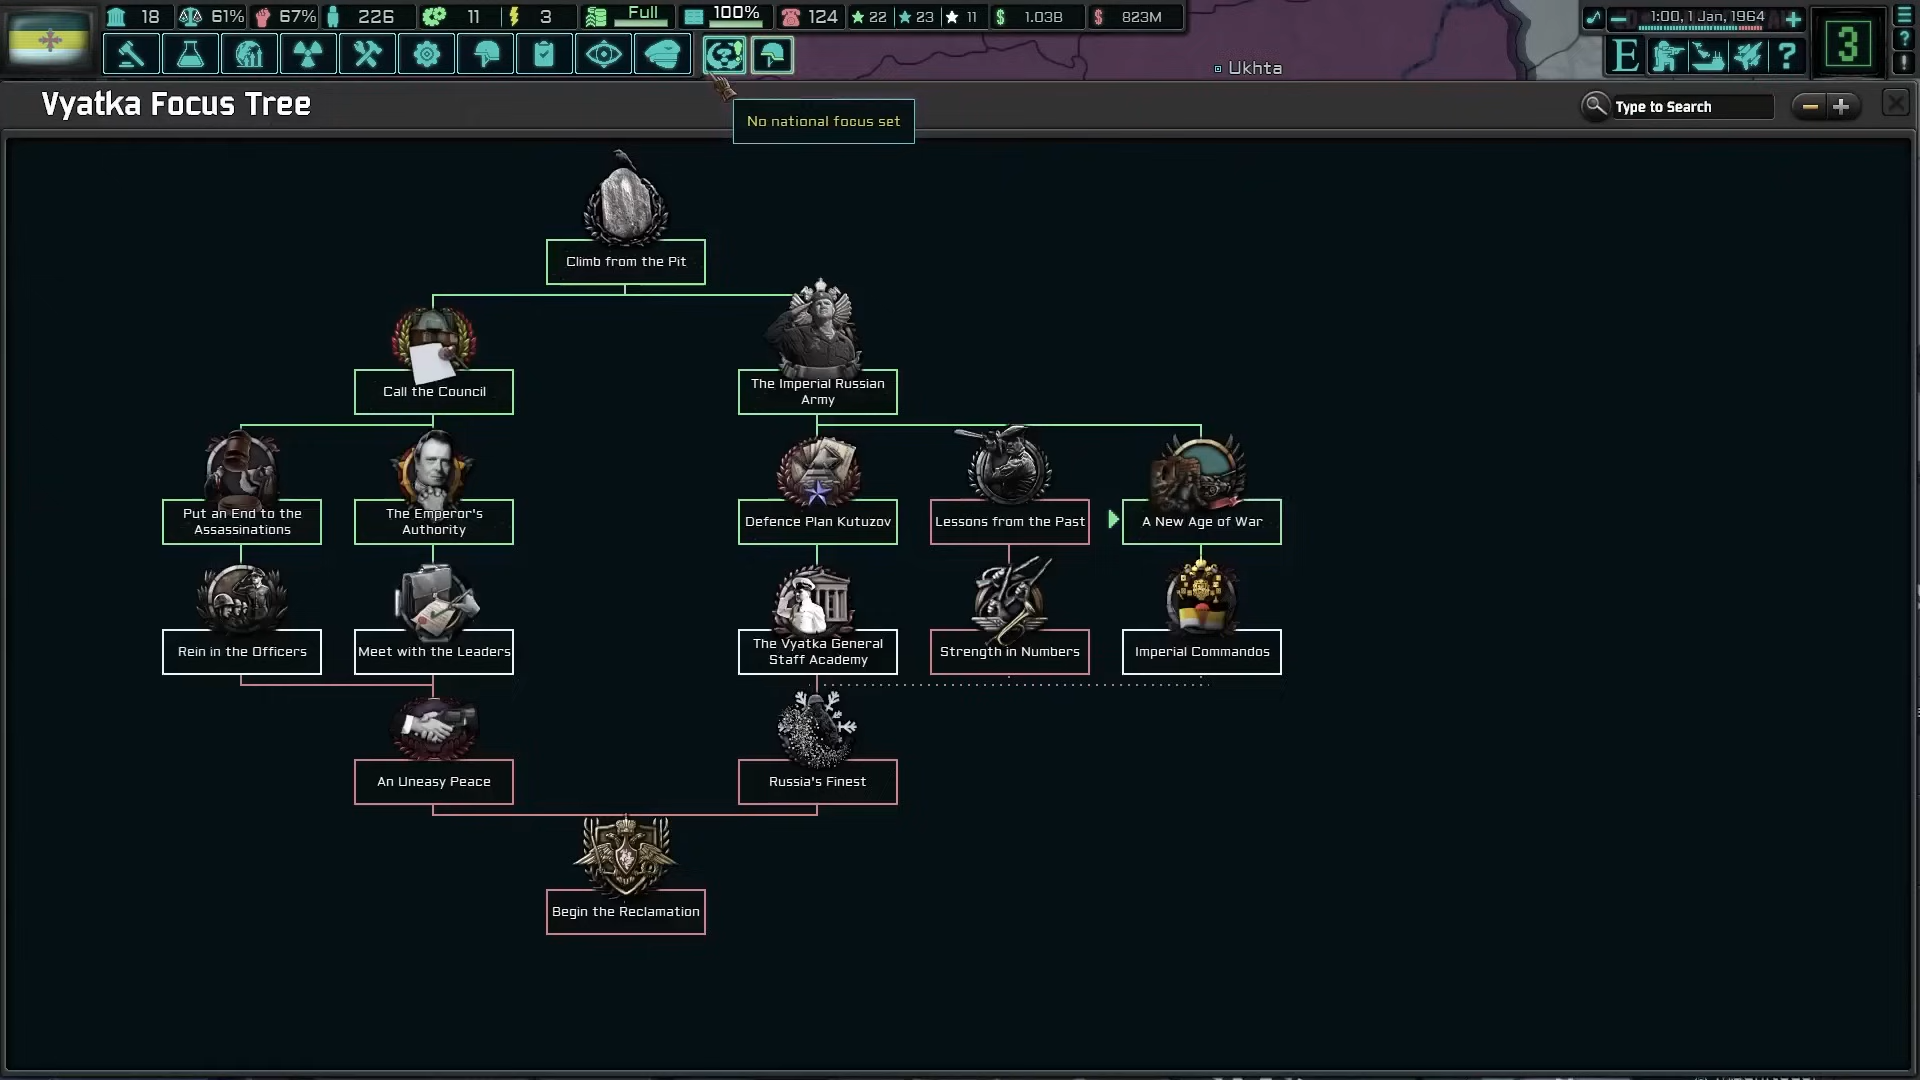 18
61%
67%
226
11
3
Full
100%
124
22
23
11
$
1.03B
$
823M
1:00, 1 Jan, 1964
E
?
3
?
!
Ukhta
Vyatka Focus Tree
Type to Search
No national focus set
Climb from the Pit
Call the Council
The Imperial Russian
Army
Put an End to the
Assassinations
The Emperor's
Authority
Defence Plan Kutuzov
Lessons from the Past
A New Age of War
Rein in the Officers
Meet with the Leaders
The Vyatka General
Staff Academy
Strength in Numbers
Imperial Commandos
An Uneasy Peace
Russia's Finest
Begin the Reclamation